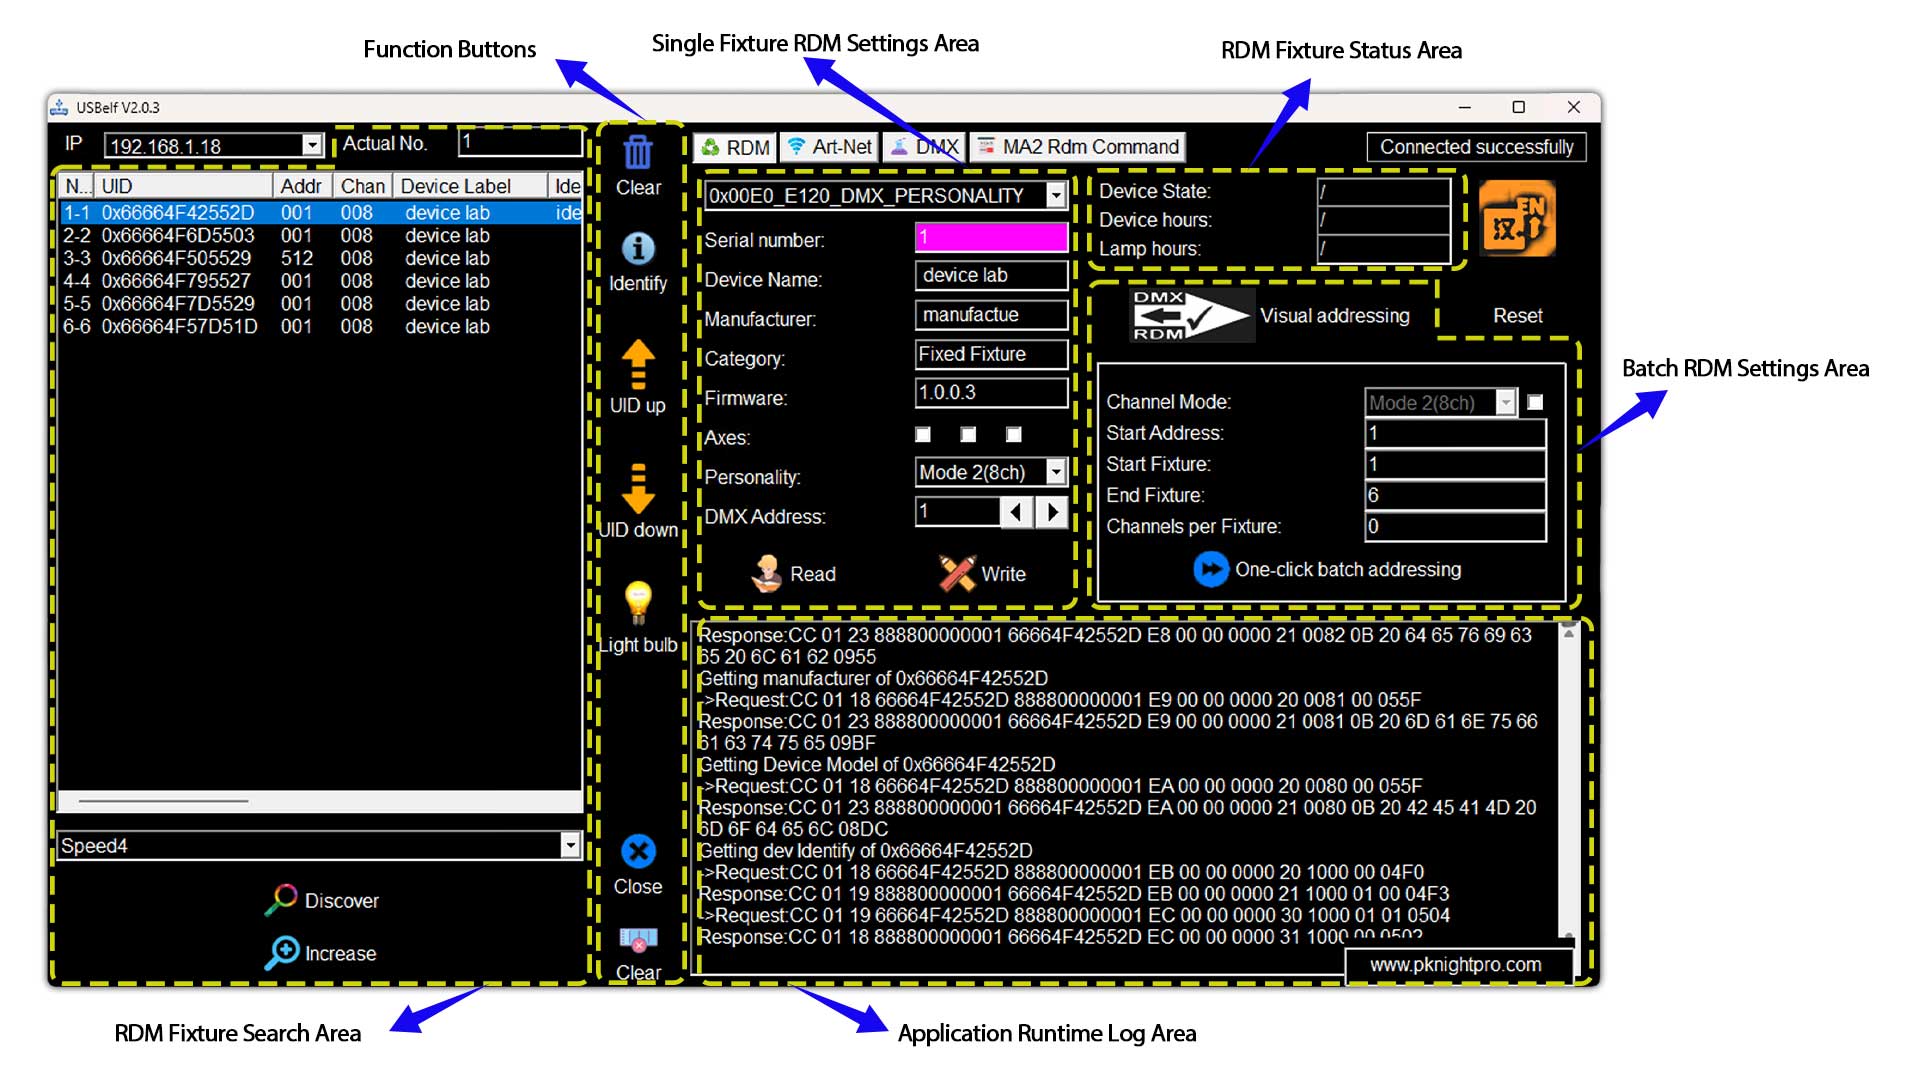 Function Buttons
Single Fixture RDM Settings Area
RDM Fixture Status Area
USBelf V2.0.3
IP
192.168.1.18
Actual No.
1
N... UID Addr Chan Device Label Ide
1-1 0x66664F42552D 001 008 device lab ide
2-2 0x66664F6D5503 001 008 device lab
3-3 0x66664F505529 512 008 device lab
4-4 0x66664F795527 001 008 device lab
5-5 0x66664F7D5529 001 008 device lab
6-6 0x66664F57D51D 001 008 device lab
Speed4
Discover
Increase
Clear
Identify
UID up
UID down
Light bulb
Close
Clear
RDM
Art-Net
DMX
MA2 Rdm Command
Connected successfully
0x00E0_E120_DMX_PERSONALITY
Serial number: 1
Device Name: device lab
Manufacturer: manufactue
Category: Fixed Fixture
Firmware: 1.0.0.3
Axes:
Personality: Mode 2(8ch)
DMX Address: 1
Read
Write
Device State: /
Device hours: /
Lamp hours: /
EN
汉
DMX
RDM
Visual addressing
Reset
Channel Mode: Mode 2(8ch)
Start Address: 1
Start Fixture: 1
End Fixture: 6
Channels per Fixture: 0
One-click batch addressing
Batch RDM Settings Area
Response:CC 01 23 888800000001 66664F42552D E8 00 00 0000 21 0082 0B 20 64 65 76 69 63
65 20 6C 61 62 0955
Getting manufacturer of 0x66664F42552D
->Request:CC 01 18 66664F42552D 888800000001 E9 00 00 0000 20 0081 00 055F
Response:CC 01 23 888800000001 66664F42552D E9 00 00 0000 21 0081 0B 20 6D 61 6E 75 66
61 63 74 75 65 09BF
Getting Device Model of 0x66664F42552D
->Request:CC 01 18 66664F42552D 888800000001 EA 00 00 0000 20 0080 00 055F
Response:CC 01 23 888800000001 66664F42552D EA 00 00 0000 21 0080 0B 20 42 45 41 4D 20
6D 6F 64 65 6C 08DC
Getting dev Identify of 0x66664F42552D
->Request:CC 01 18 66664F42552D 888800000001 EB 00 00 0000 20 1000 00 04F0
Response:CC 01 19 888800000001 66664F42552D EB 00 00 0000 21 1000 01 00 04F3
->Request:CC 01 19 66664F42552D 888800000001 EC 00 00 0000 30 1000 01 01 0504
Response:CC 01 18 888800000001 66664F42552D EC 00 00 0000 31 1000 00 0502
www.pknightpro.com
RDM Fixture Search Area
Application Runtime Log Area